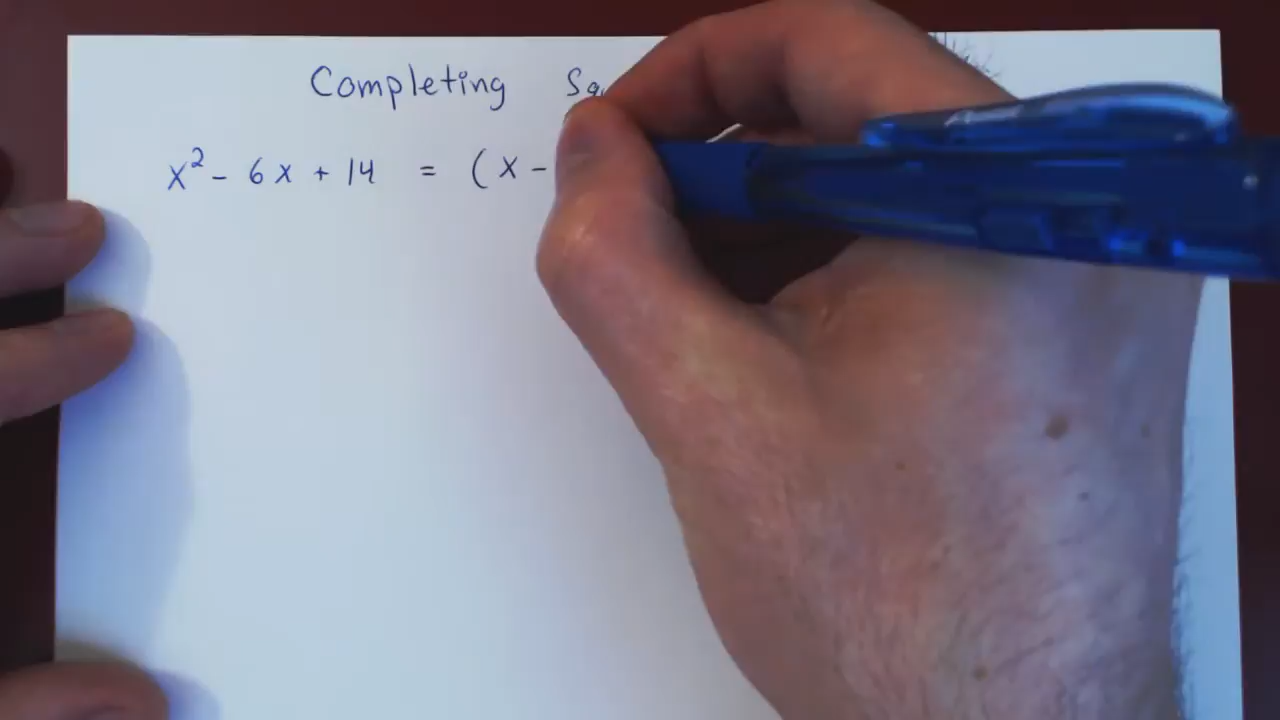 Completing
x² - 6x + 14 = (x -